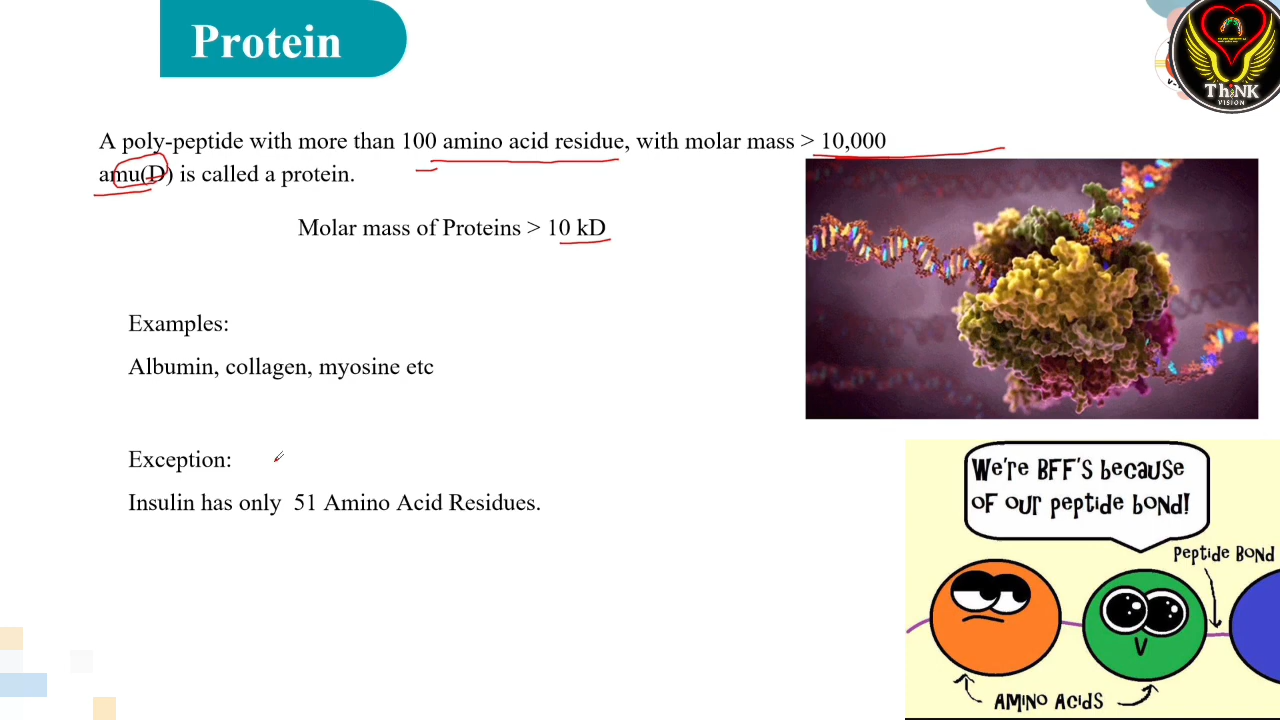 Protein
ThiNK
VISION
A poly-peptide with more than 100 amino acid residue, with molar mass > 10,000
amu(D) is called a protein.
Molar mass of Proteins > 10 kD
Examples:
Albumin, collagen, myosine etc
Exception:
Insulin has only 51 Amino Acid Residues.
We're BFF's because
of our peptide bond!
Peptide Bond
Amino Acids